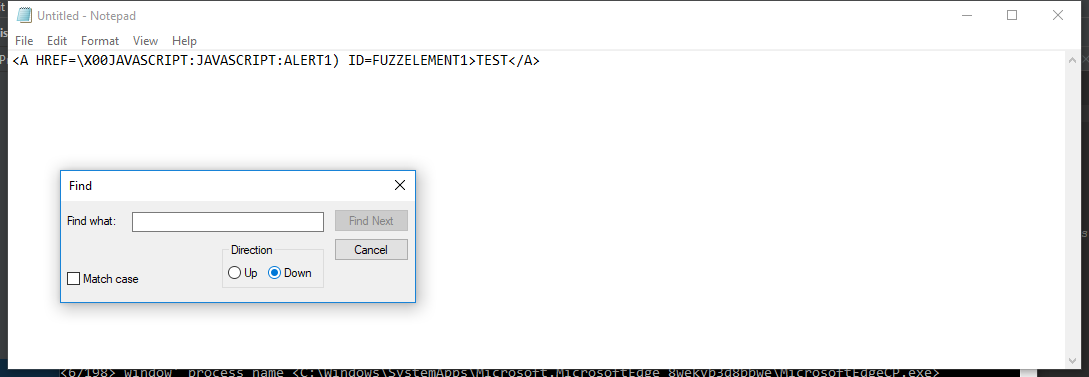 Untitled - Notepad
File Edit Format View Help
<A HREF=\X00JAVASCRIPT:JAVASCRIPT:ALERT1) ID=FUZZELEMENT1>TEST</A>
Find
Find what:
Find Next
Cancel
Direction
Up Down
Match case
<6/198> window' process name <C:\Windows\SystemApps\Microsoft.MicrosoftEdge_8wekyb3d8bbwe\MicrosoftEdgeCP.exe>